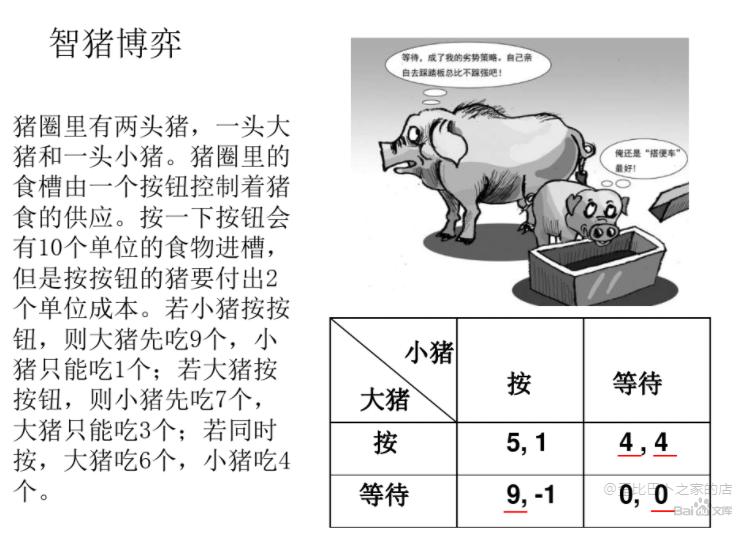 智猪博弈
猪圈里有两头猪，一头大
猪和一头小猪。猪圈里的
食槽由一个按钮控制着猪
食的供应。按一下按钮会
有10个单位的食物进槽，
但是按按钮的猪要付出2
个单位成本。若小猪按按
钮，则大猪先吃9个，小
猪只能吃1个；若大猪按
按钮，则小猪先吃7个，
大猪只能吃3个；若同时
按，大猪吃6个，小猪吃4
个。
等待，成了我的劣势策略。自己亲
自去踩踏板总比不踩强吧！
俺还是“搭便车”
最好！
小猪
大猪
按
等待
按
5, 1
4, 4
等待
9, -1
0, 0
之家的店
Bai 文库